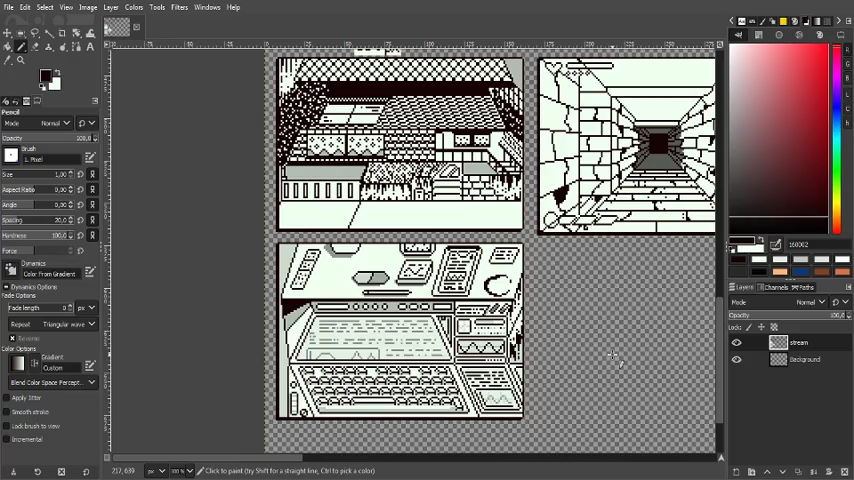 File Edit Select View Image Layer Colors Tools Filters Windows Help
Pencil
Mode Normal
Opacity 100,0
Brush
1. Pixel
Size 1,00
Aspect Ratio 0,00
Angle 0,00
Spacing 20,0
Hardness 100,0
Force
Dynamics
Color From Gradient
Dynamics Options
Fade Options
Fade length 0 px
Repeat Triangular wave
Reverse
Color Options
Gradient
Custom
Blend Color Space Percept...
Apply Jitter
Smooth stroke
Lock brush to view
Incremental
217, 639 px 100 % Click to paint (try Shift for a straight line, Ctrl to pick a color)
R
G
B
L
C
h
160002
Layers Channels Paths
Mode Normal
Opacity 100,0
Lock:
stream
Background